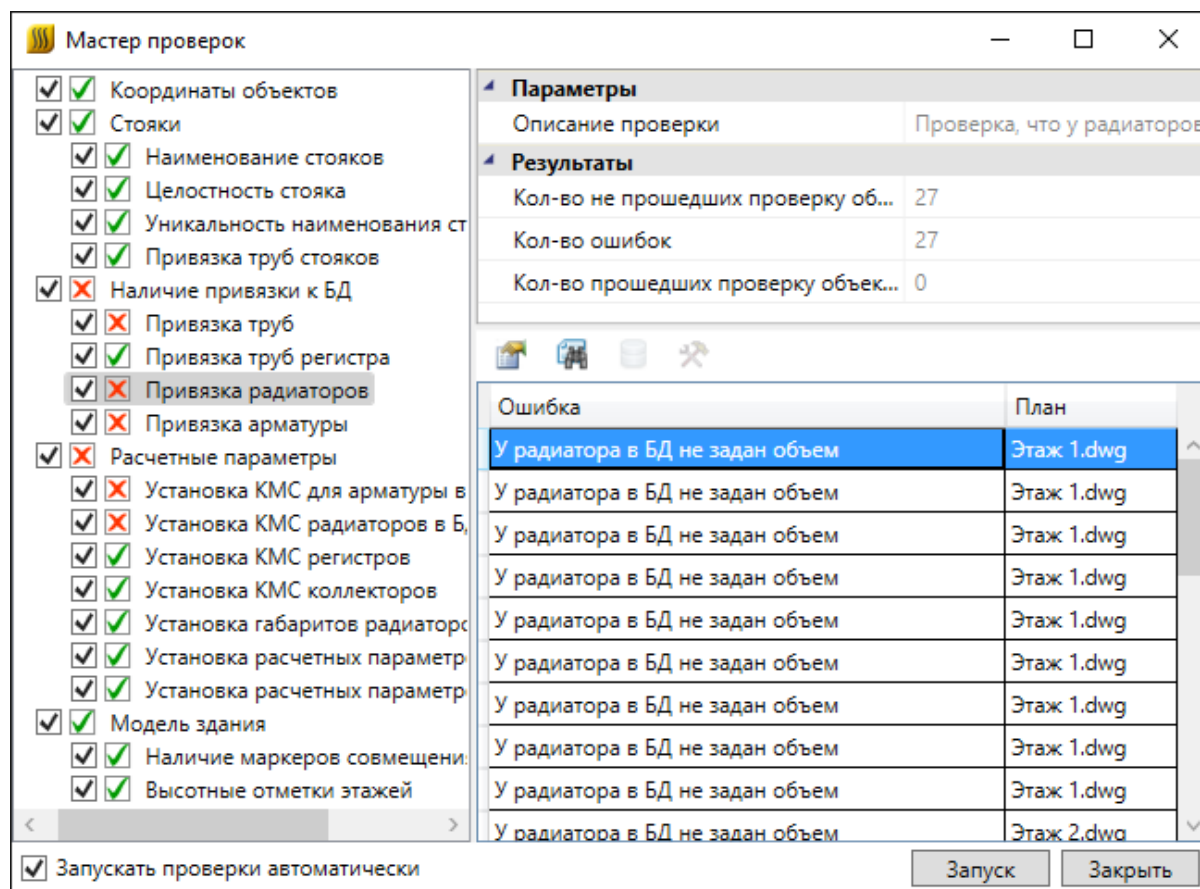 Мастер проверок
Координаты объектов
Стояки
Наименование стояков
Целостность стояка
Уникальность наименования ст
Привязка труб стояков
Наличие привязки к БД
Привязка труб
Привязка труб регистра
Привязка радиаторов
Привязка арматуры
Расчетные параметры
Установка КМС для арматуры в
Установка КМС радиаторов в Б
Установка КМС регистров
Установка КМС коллекторов
Установка габаритов радиаторо
Установка расчетных параметр
Установка расчетных параметр
Модель здания
Наличие маркеров совмещени
Высотные отметки этажей
Параметры
Описание проверки Проверка, что у радиаторов
Результаты
Кол-во не прошедших проверку об... 27
Кол-во ошибок 27
Кол-во прошедших проверку объек... 0
Ошибка План
У радиатора в БД не задан объем Этаж 1.dwg
У радиатора в БД не задан объем Этаж 1.dwg
У радиатора в БД не задан объем Этаж 1.dwg
У радиатора в БД не задан объем Этаж 1.dwg
У радиатора в БД не задан объем Этаж 1.dwg
У радиатора в БД не задан объем Этаж 1.dwg
У радиатора в БД не задан объем Этаж 1.dwg
У радиатора в БД не задан объем Этаж 1.dwg
У радиатора в БД не задан объем Этаж 1.dwg
У радиатора в БД не задан объем Этаж 2.dwg
Запускать проверки автоматически
Запуск Закрыть